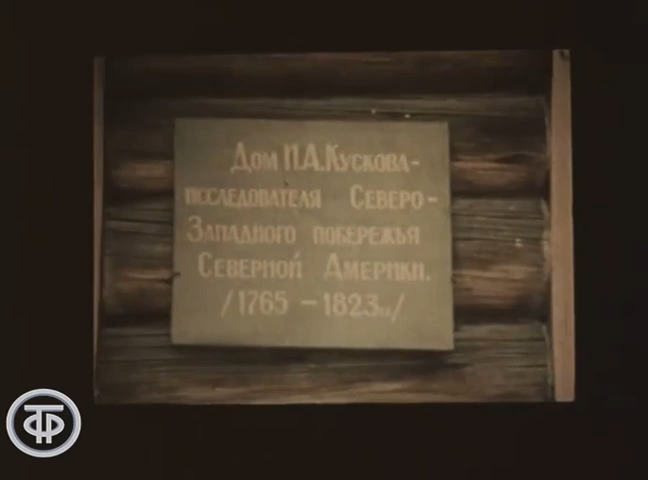 Дом И.А.Кускова-
исследователя Северо-
Западного побережья
Северной Америки.
/1765 – 1823гг/